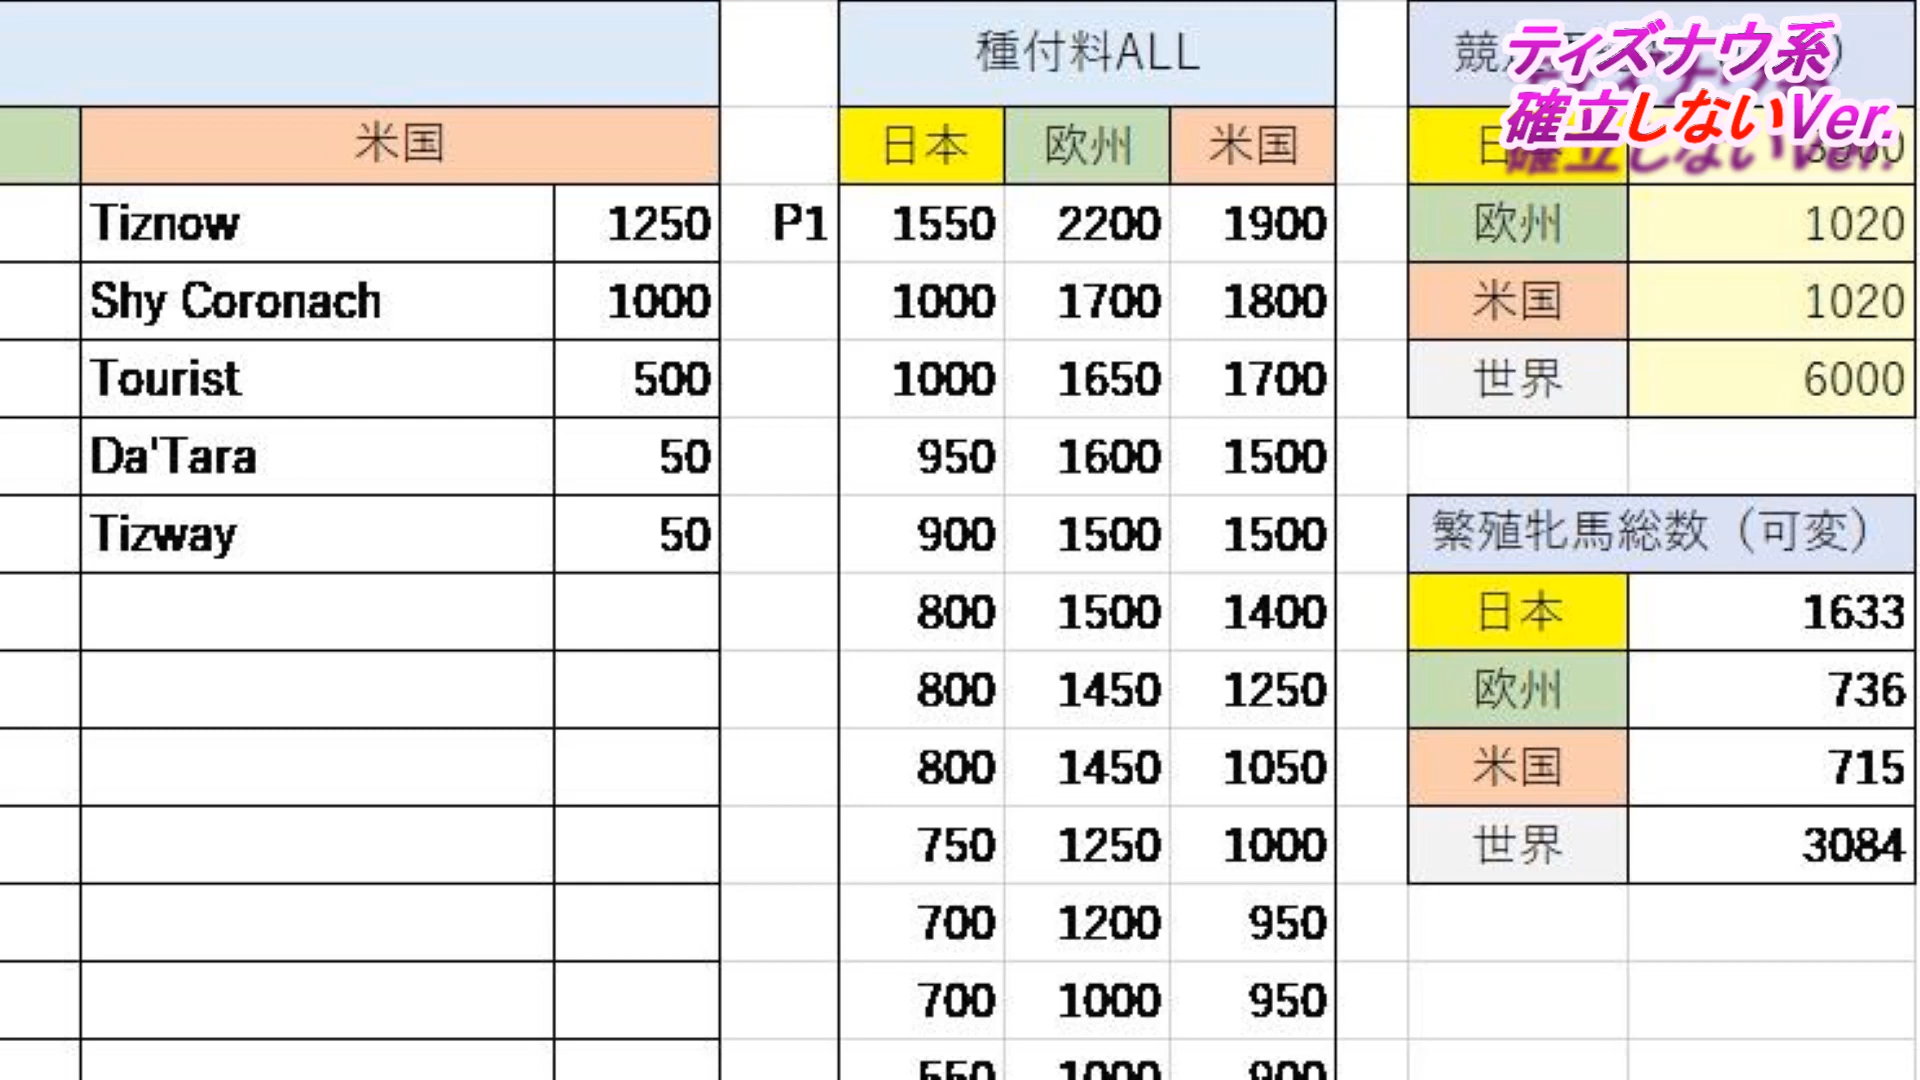 ティズナウ系
確立しないVer.
種付料ALL
競
米国
日本 欧州 米国
Tiznow 1250 P1 1550 2200 1900 欧州 1020
Shy Coronach 1000 1000 1700 1800 米国 1020
Tourist 500 1000 1650 1700 世界 6000
Da'Tara 50 950 1600 1500
Tizway 50 900 1500 1500 繁殖牝馬総数（可変）
800 1500 1400 日本 1633
800 1450 1250 欧州 736
800 1450 1050 米国 715
750 1250 1000 世界 3084
700 1200 950
700 1000 950
550 1000 900